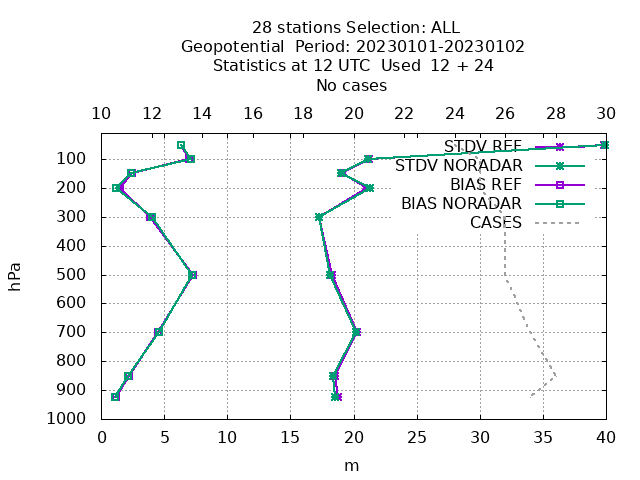 28 stations Selection: ALL
Geopotential  Period: 20230101-20230102
Statistics at 12 UTC  Used  12 + 24
No cases
10 12 14 16 18 20 22 24 26 28 30
STDV REF
STDV NORADAR
BIAS REF
BIAS NORADAR
CASES
hPa
100
200
300
400
500
600
700
800
900
1000
0 5 10 15 20 25 30 35 40
m